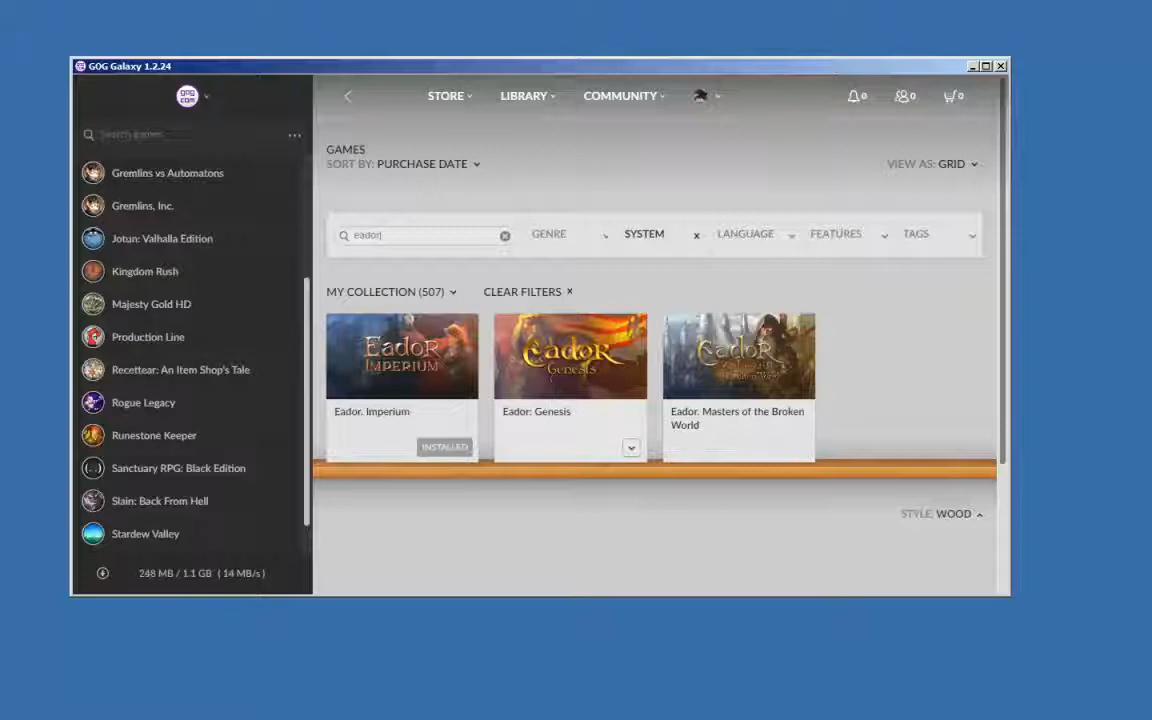 GOG Galaxy 1.2.24
GOG COM
STORE LIBRARY COMMUNITY 0 0 0
Search games
Gremlins vs Automatons
Gremlins, Inc.
Jotun: Valhalla Edition
Kingdom Rush
Majesty Gold HD
Production Line
Recettear: An Item Shop's Tale
Rogue Legacy
Runestone Keeper
Sanctuary RPG: Black Edition
Slain: Back From Hell
Stardew Valley
248 MB / 1.1 GB ( 14 MB/s )
GAMES
SORT BY: PURCHASE DATE VIEW AS: GRID
eador GENRE SYSTEM x LANGUAGE FEATURES TAGS
MY COLLECTION (507) CLEAR FILTERS x
EADOR IMPERIUM
EADOR Genesis
EADOR
Eador. Imperium
INSTALLED
Eador: Genesis
Eador. Masters of the Broken
World
STYLE: WOOD